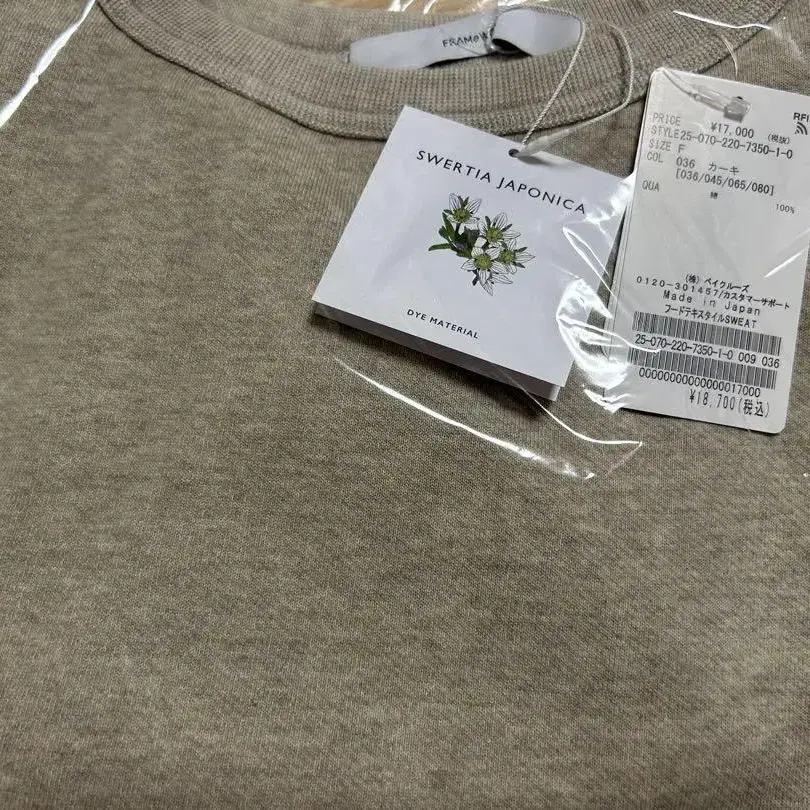 FRAMe
SWERTIA JAPONICA
DYE MATERIAL
RFI
PRICE ¥17,000 (税抜)
STYLE 25-070-220-7350-1-0
SIZE F
COL 036 カーキ
[036/045/065/080]
QUA 綿 100%
(株) ベイクルーズ
0120-301457/カスタマーサポート
Made in Japan
フードテキスタイルSWEAT
25-070-220-7350-1-0 009 036
00000000000000017000
¥18,700(税込)